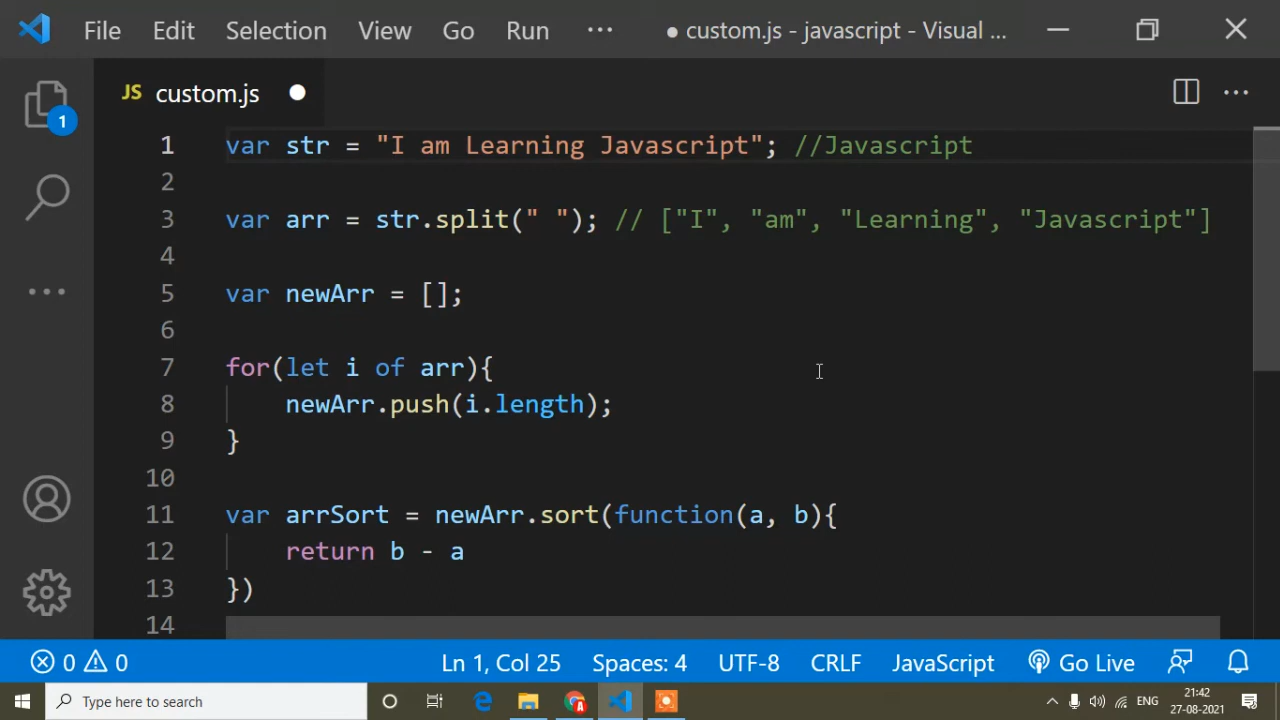 File Edit Selection View Go Run ··· ● custom.js - javascript - Visual ...
JS custom.js ●
1
1 var str = "I am Learning Javascript"; //Javascript
2
3 var arr = str.split(" "); // ["I", "am", "Learning", "Javascript"]
4
5 var newArr = [];
6
7 for(let i of arr){
8 newArr.push(i.length);
9 }
10
11 var arrSort = newArr.sort(function(a, b){
12 return b - a
13 })
14
0 0 Ln 1, Col 25 Spaces: 4 UTF-8 CRLF JavaScript Go Live
Type here to search A ENG 21:42
27-08-2021